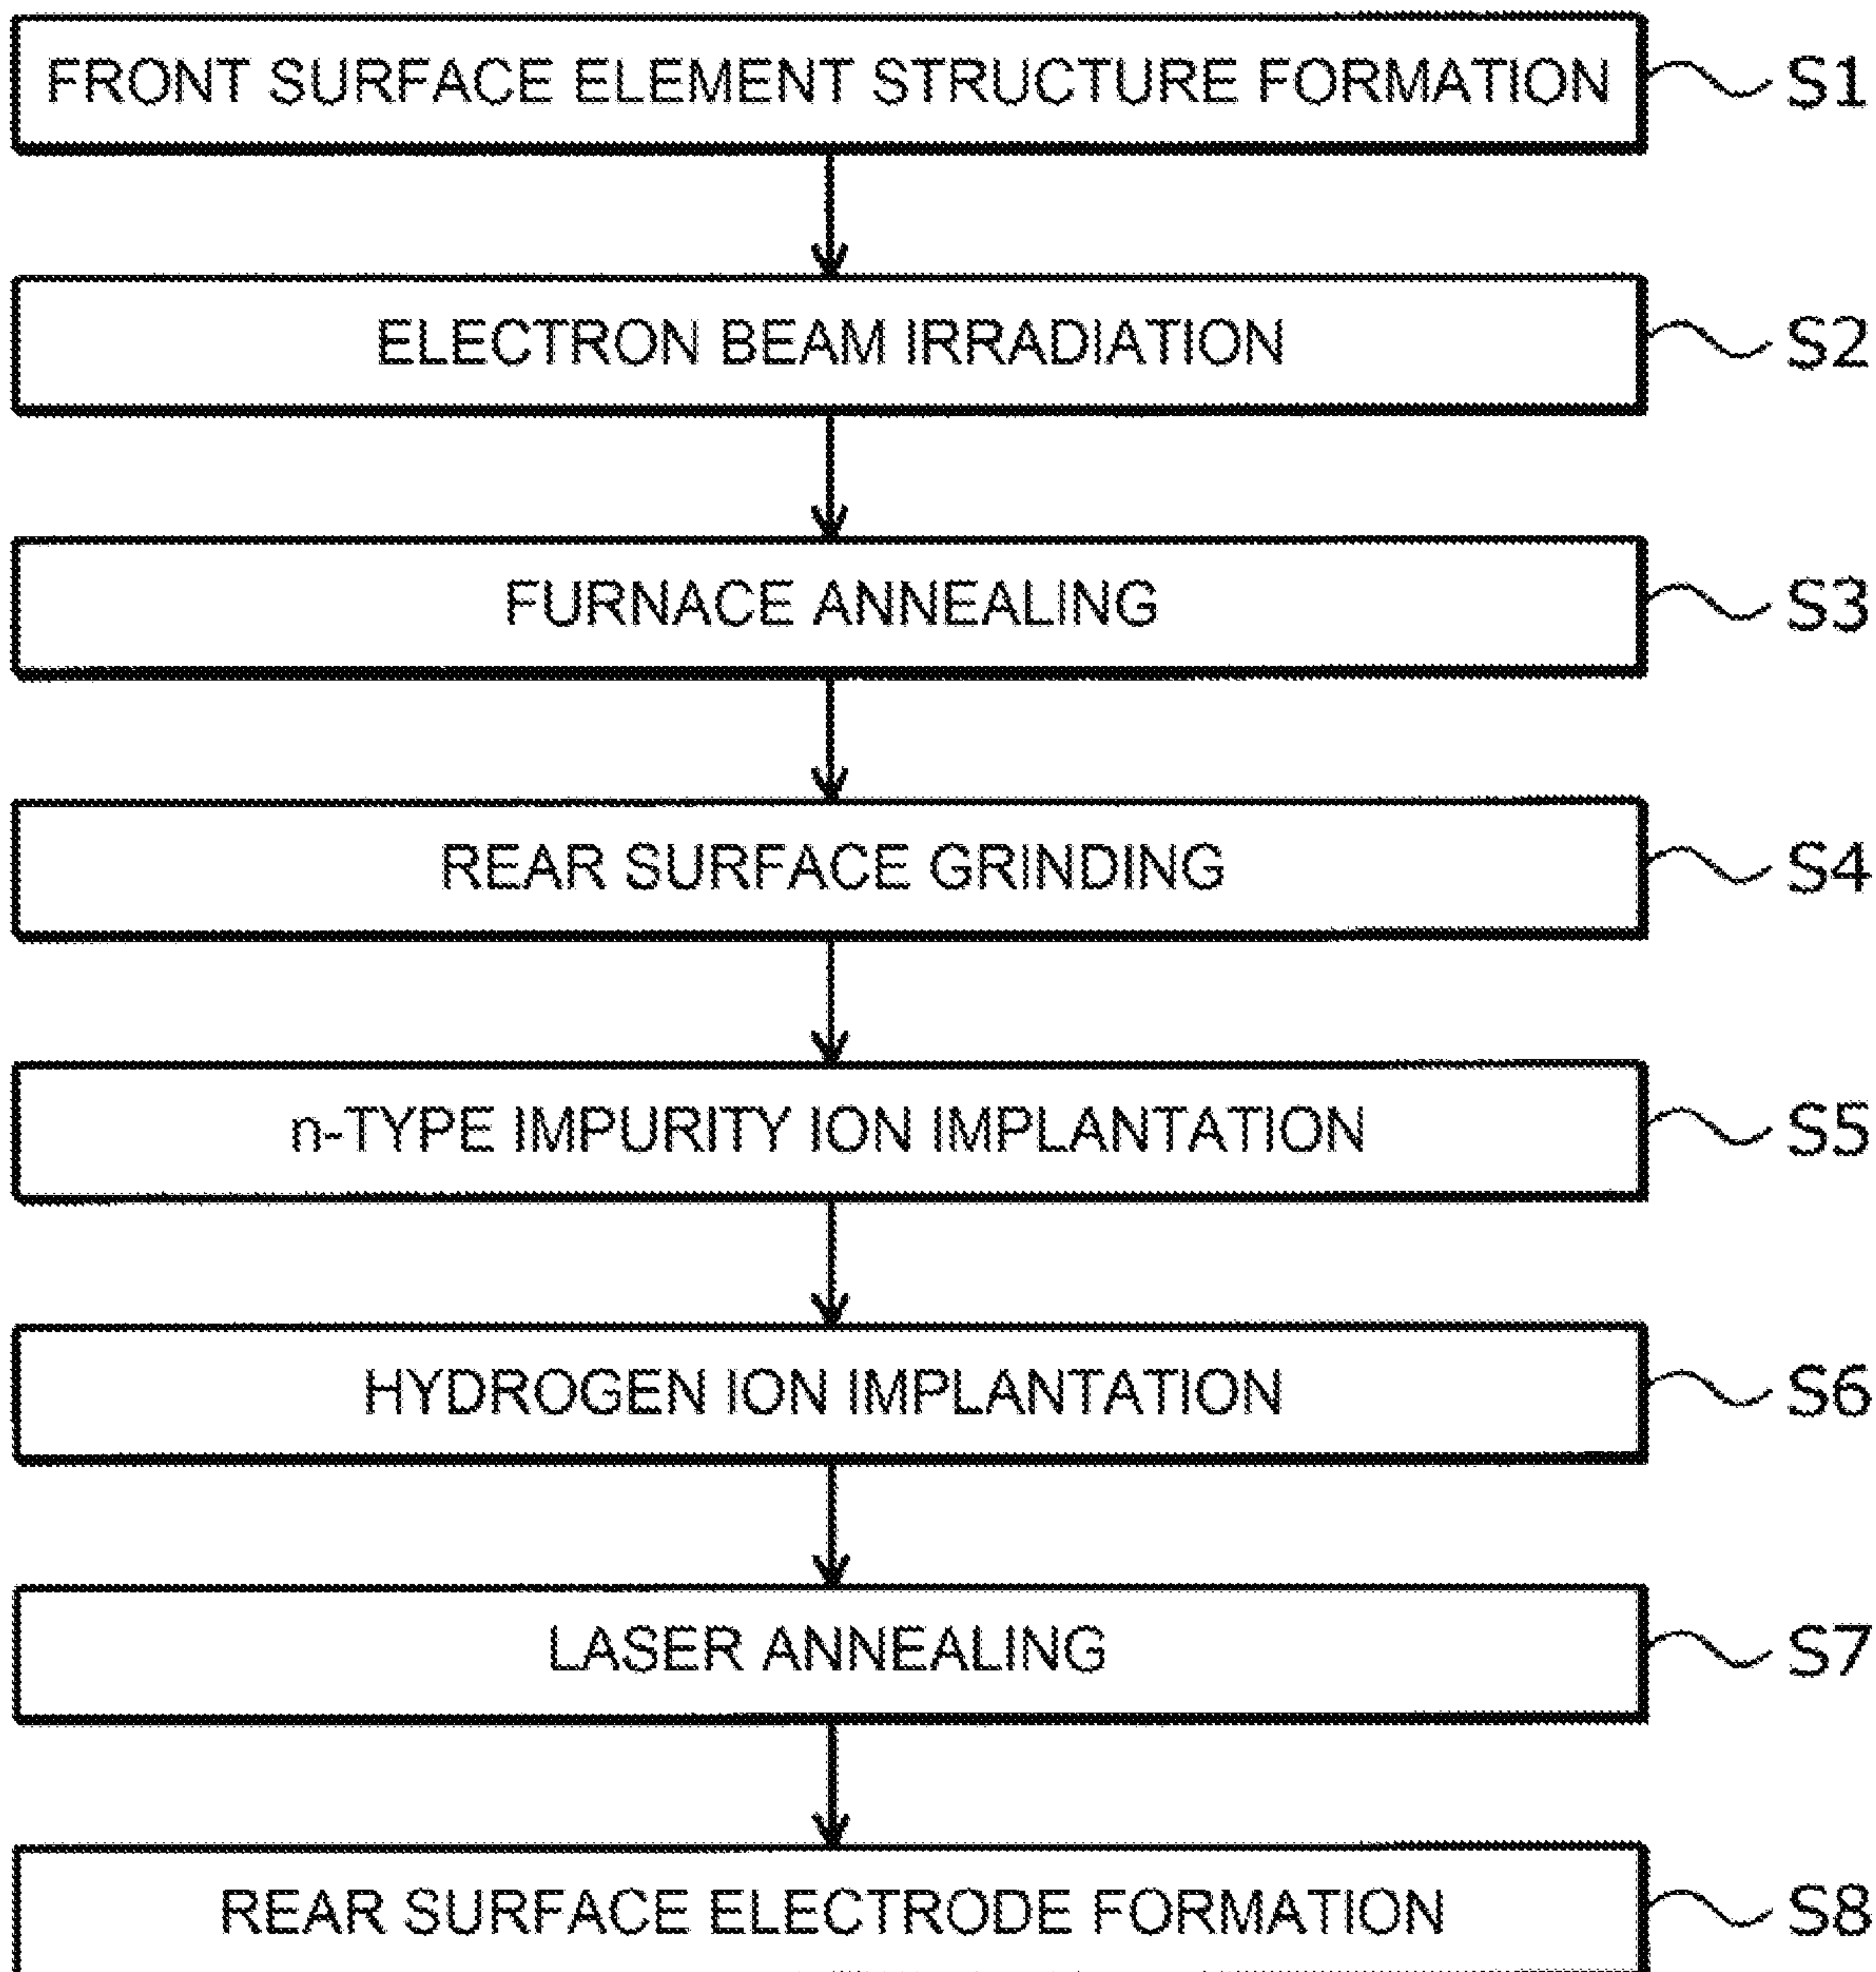 FRONT SURFACE ELEMENT STRUCTURE FORMATION S1
ELECTRON BEAM IRRADIATION S2
FURNACE ANNEALING S3
REAR SURFACE GRINDING S4
n-TYPE IMPURITY ION IMPLANTATION S5
HYDROGEN ION IMPLANTATION S6
LASER ANNEALING S7
REAR SURFACE ELECTRODE FORMATION S8